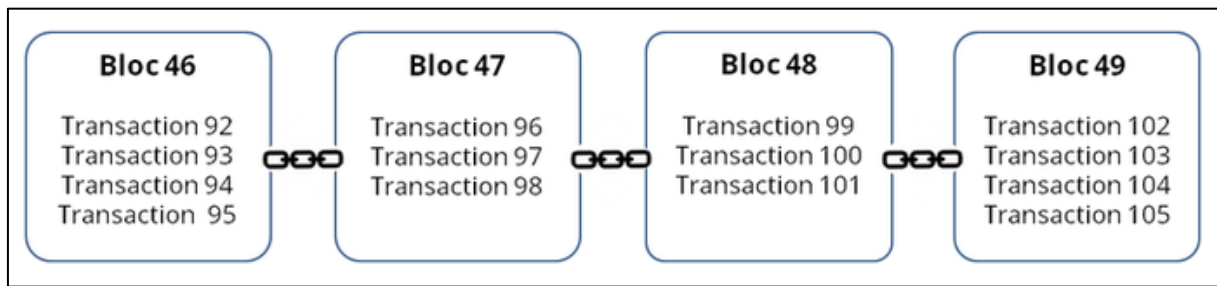 Bloc 46
Transaction 92
Transaction 93
Transaction 94
Transaction 95
Bloc 47
Transaction 96
Transaction 97
Transaction 98
Bloc 48
Transaction 99
Transaction 100
Transaction 101
Bloc 49
Transaction 102
Transaction 103
Transaction 104
Transaction 105